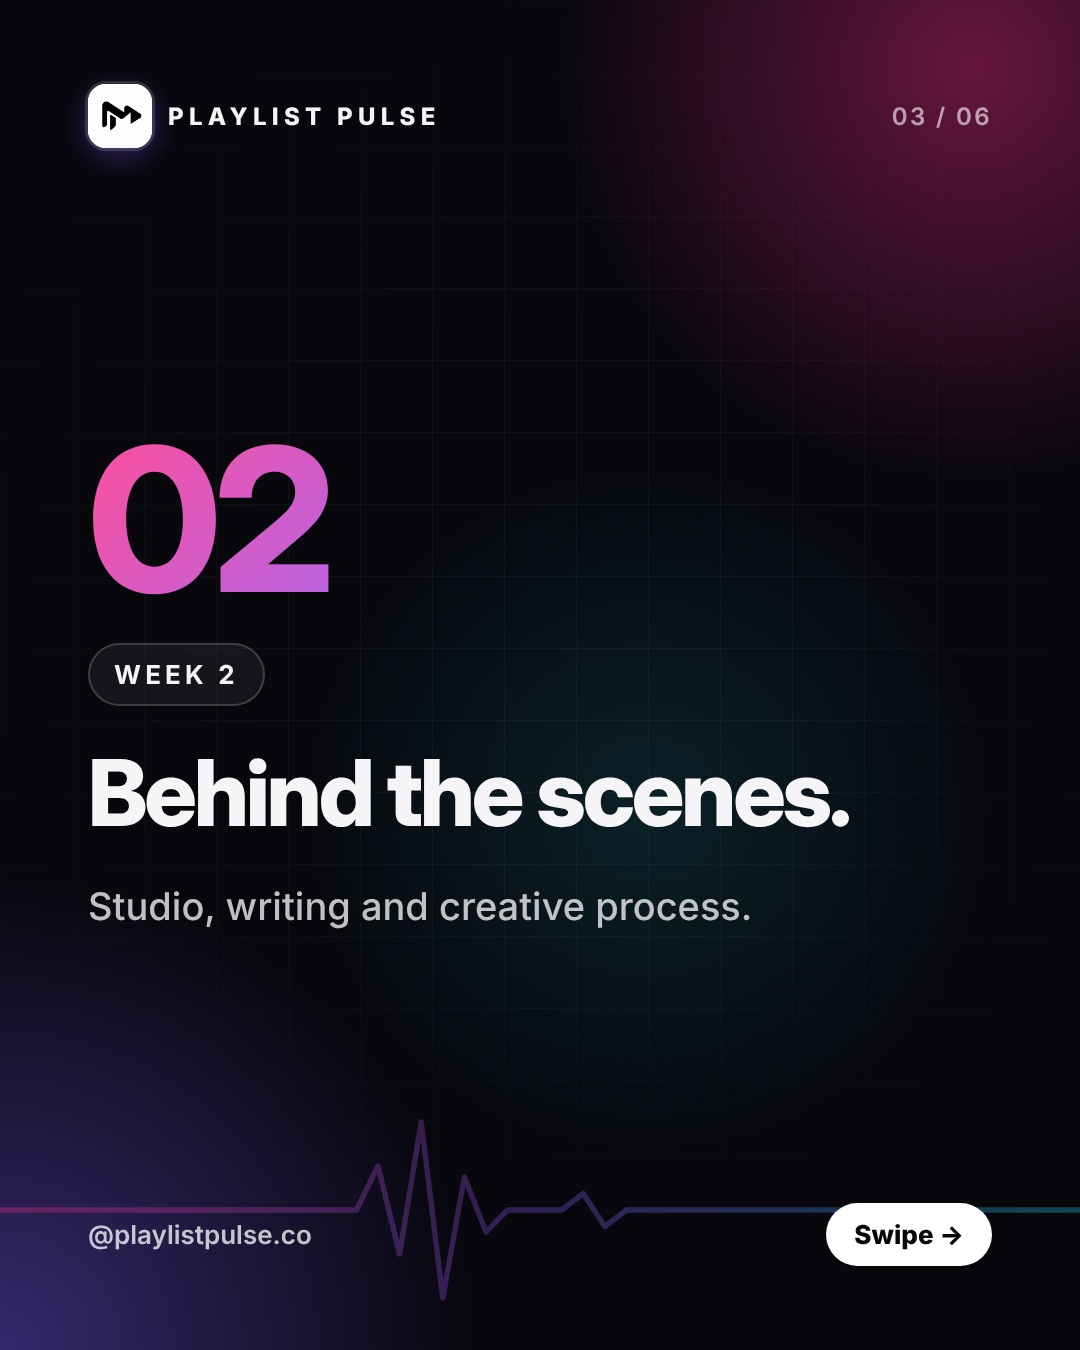 PLAYLIST PULSE
03 / 06
02
WEEK 2
Behind the scenes.
Studio, writing and creative process.
@playlistpulse.co
Swipe →